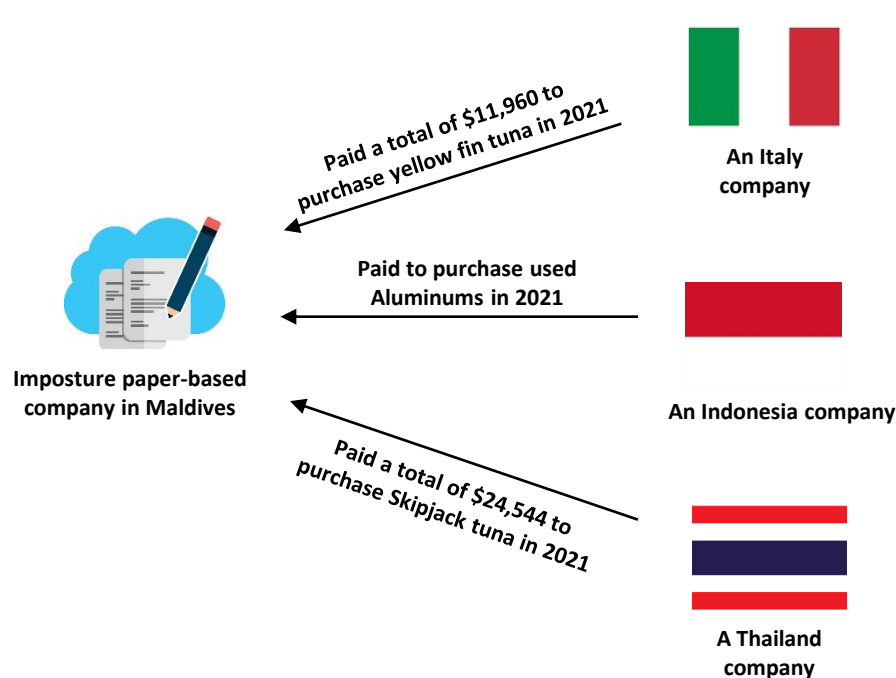 Paid a total of $11,960 to
purchase yellow fin tuna in 2021
An Italy
company
Paid to purchase used
Aluminums in 2021
Imposture paper-based
company in Maldives
An Indonesia company
Paid a total of $24,544 to
purchase Skipjack tuna in 2021
A Thailand
company